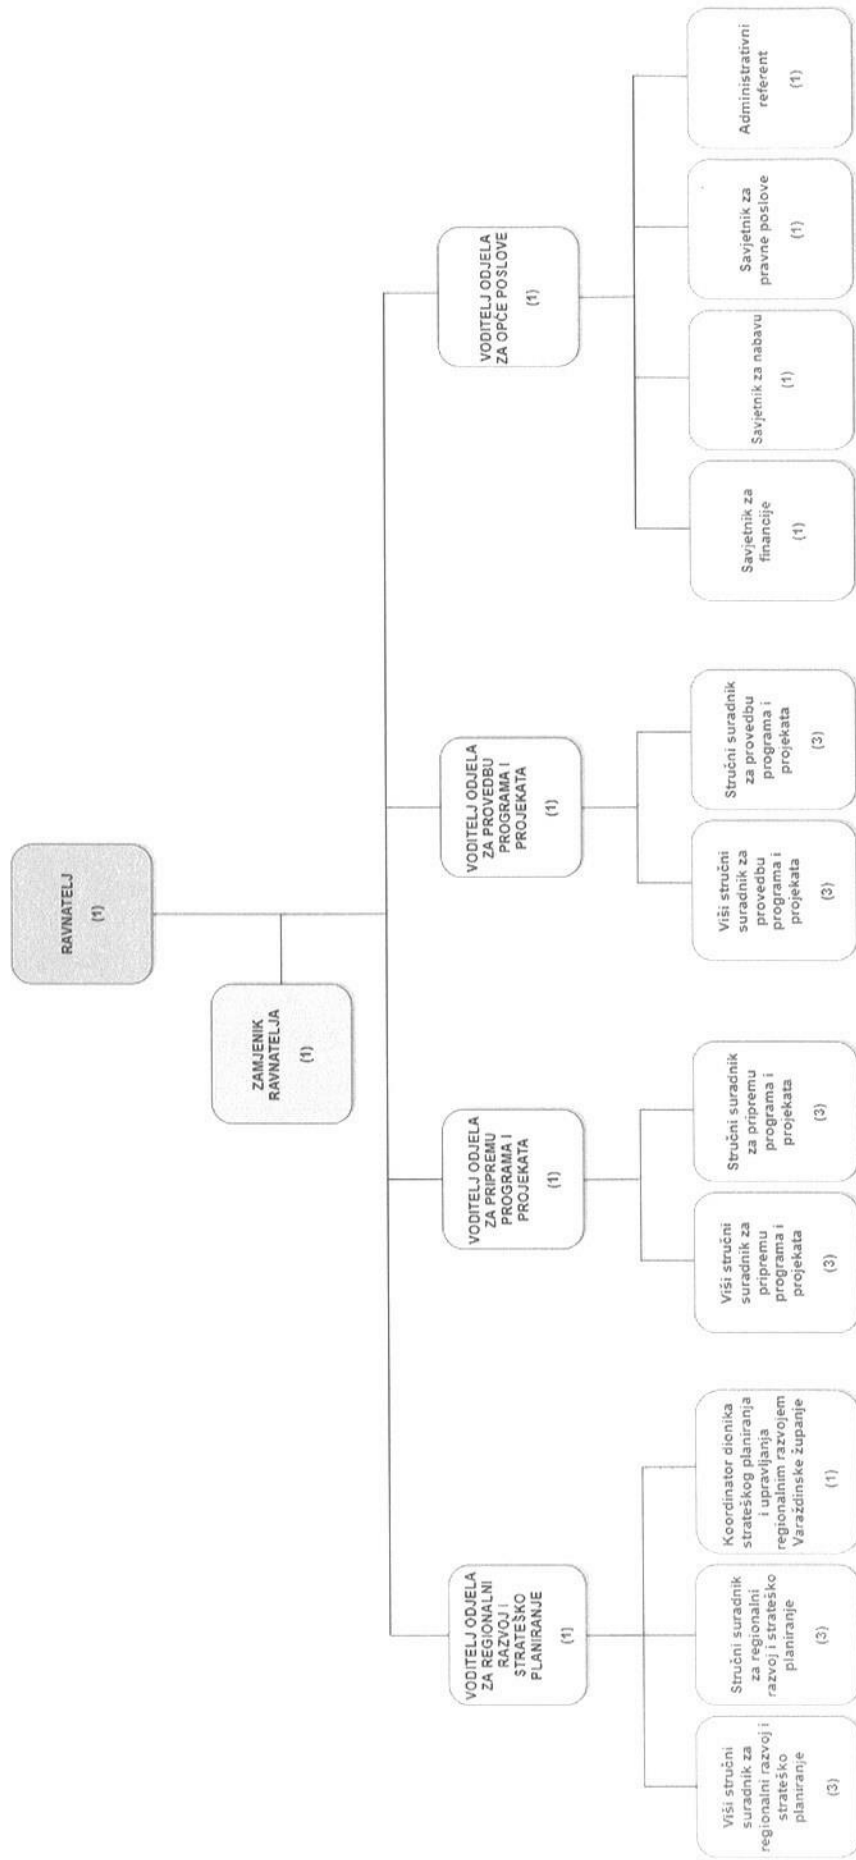 RAVNATELJ
(1)
ZAMJENIK
RAVNATELJA
(1)
VODITELJ ODJELA
ZA REGIONALNI
RAZVOJ I
STRATEŠKO
PLANIRANJE
(1)
VODITELJ ODJELA
ZA PRIPREMU
PROGRAMA I
PROJEKATA
(1)
VODITELJ ODJELA
ZA PROVEDBU
PROGRAMA I
PROJEKATA
(1)
VODITELJ ODJELA
ZA OPĆE POSLOVE
(1)
Viši stručni
suradnik za
regionalni razvoj i
strateško
planiranje
(3)
Stručni suradnik
za regionalni
razvoj i strateško
planiranje
(3)
Koordinator dionika
strateškog planiranja
i upravljanja
regionalnim razvojem
Varaždinske županje
(1)
Viši stručni
suradnik za
pripremu
programa i
projekata
(3)
Stručni suradnik
za pripremu
programa i
projekata
(3)
Viši stručni
suradnik za
provedbu
programa i
projekata
(3)
Stručni suradnik
za provedbu
programa i
projekata
(3)
Savjetnik za
financije
(1)
Savjetnik za nabavu
(1)
Savjetnik za
pravne poslove
(1)
Administrativni
referent
(1)